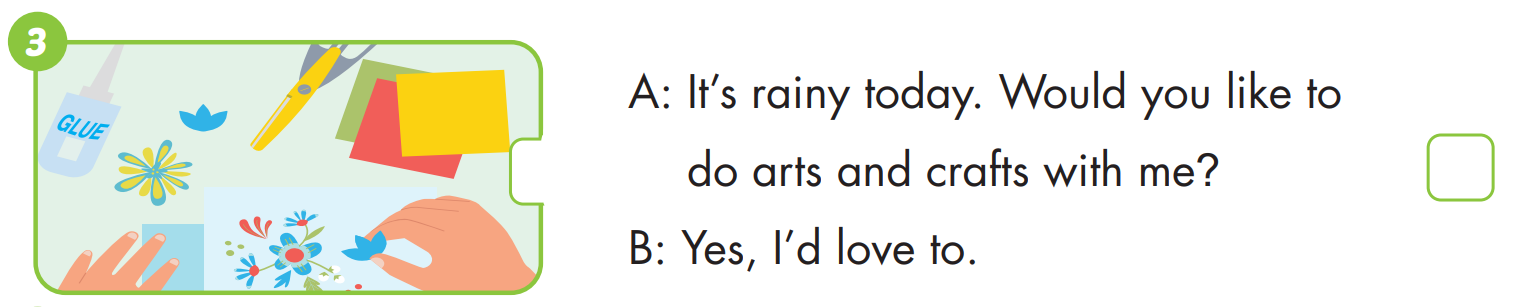 3
GLUE
A: It's rainy today. Would you like to
do arts and crafts with me?
B: Yes, I'd love to.